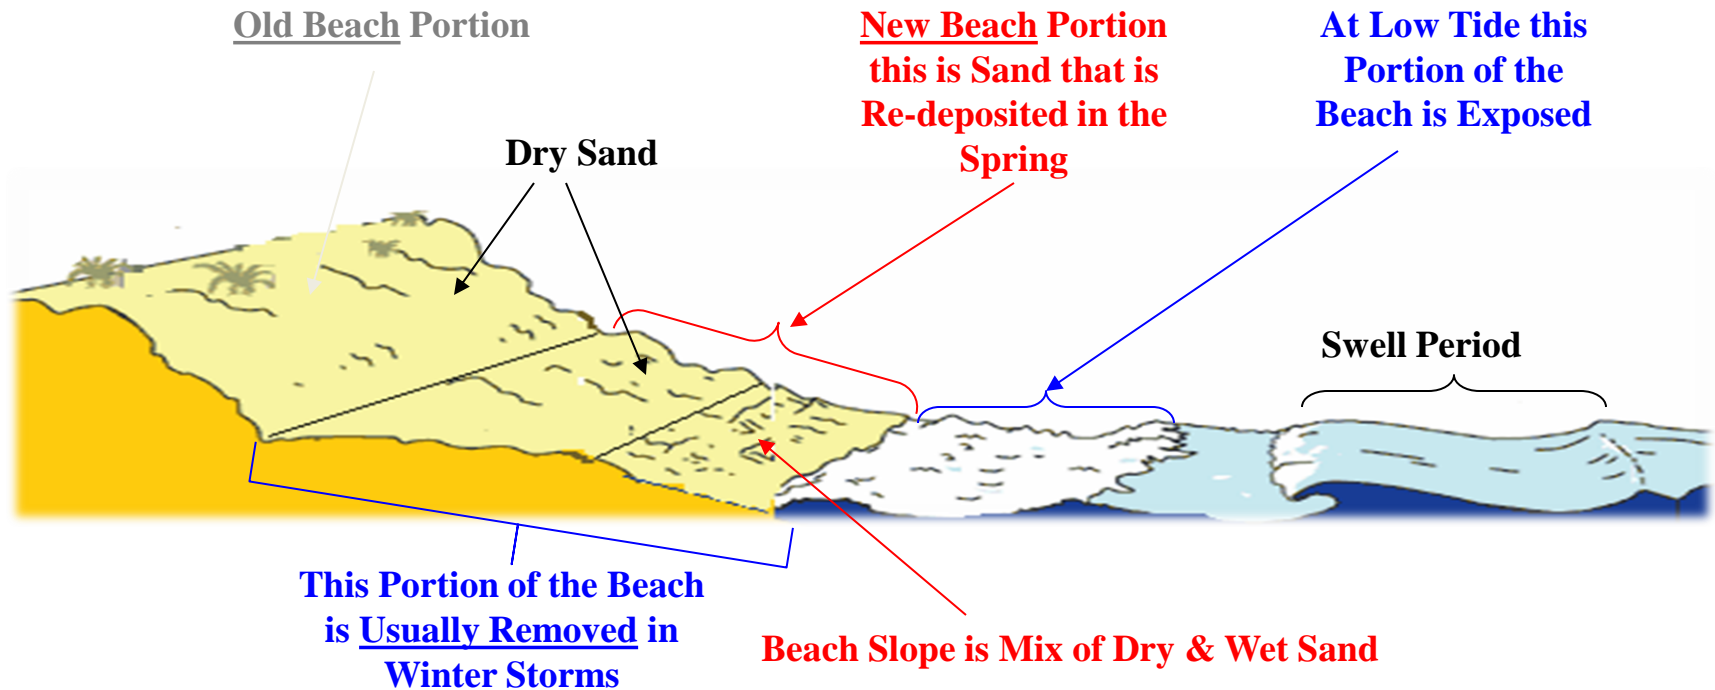 Old Beach Portion
New Beach Portion
this is Sand that is
Re-deposited in the
Spring
At Low Tide this
Portion of the
Beach is Exposed
Dry Sand
Swell Period
This Portion of the Beach
is Usually Removed in
Winter Storms
Beach Slope is Mix of Dry & Wet Sand